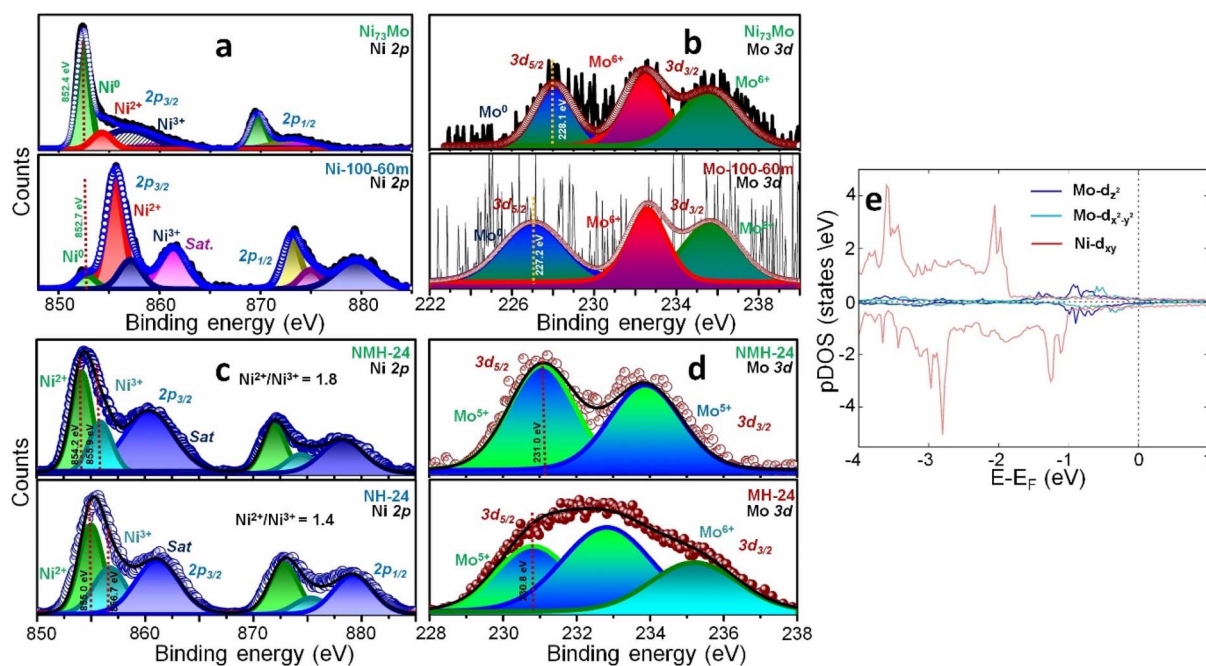 a
Ni₇₃Mo
Ni 2p
852.4 eV
Ni⁰
Ni²⁺
2p₃/₂
Ni³⁺
2p₁/₂
Ni-100-60m
Ni 2p
852.7 eV
2p₃/₂
Ni²⁺
Ni³⁺
Sat.
Ni⁰
2p₁/₂
Counts
850 860 870 880
Binding energy (eV)
b
Ni₇₃Mo
Mo 3d
3d₅/₂
Mo⁶⁺
3d₃/₂
Mo⁶⁺
Mo⁰
228.1 eV
Mo-100-60m
Mo 3d
3d₅/₂
Mo⁶⁺
3d₃/₂
Mo⁰
227.2 eV
222 226 230 234 238
Binding energy (eV)
c
NMH-24
Ni 2p
Ni²⁺
Ni³⁺
Ni²⁺/Ni³⁺ = 1.8
2p₃/₂
Sat
854.2 eV
855.9 eV
NH-24
Ni 2p
Ni²⁺/Ni³⁺ = 1.4
Ni³⁺
Sat
Ni²⁺
2p₃/₂
2p₁/₂
855.0 eV
856.7 eV
Counts
850 860 870 880
Binding energy (eV)
d
NMH-24
Mo 3d
3d₅/₂
Mo⁵⁺
Mo⁵⁺
3d₃/₂
231.0 eV
MH-24
Mo 3d
3d₅/₂
Mo⁶⁺
3d₃/₂
Mo⁵⁺
230.8 eV
228 230 232 234 236 238
Binding energy (eV)
e
Mo-d_z²
Mo-d_x²-y²
Ni-d_xy
pDOS (states \eV)
4
2
0
-2
-4
-4 -3 -2 -1 0
E-E_F (eV)